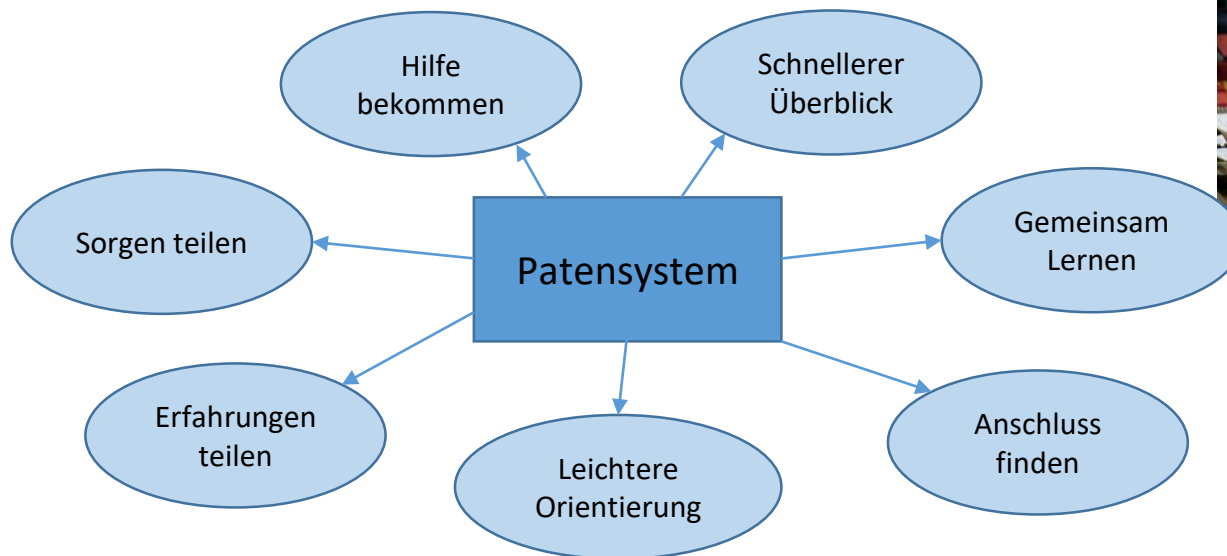 Hilfe
bekommen
Schnellerer
Überblick
Sorgen teilen
Patensystem
Gemeinsam
Lernen
Erfahrungen
teilen
Leichtere
Orientierung
Anschluss
finden